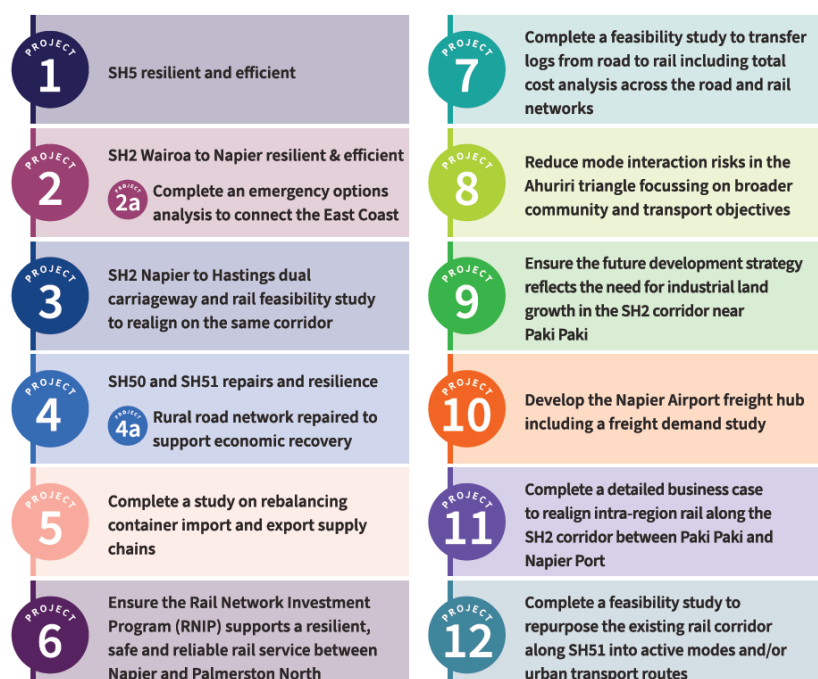 PROJECT
1
SH5 resilient and efficient
PROJECT
2
SH2 Wairoa to Napier resilient & efficient
PROJECT
2a
Complete an emergency options
analysis to connect the East Coast
PROJECT
3
SH2 Napier to Hastings dual
carriageway and rail feasibility study
to realign on the same corridor
PROJECT
4
SH50 and SH51 repairs and resilience
PROJECT
4a
Rural road network repaired to
support economic recovery
PROJECT
5
Complete a study on rebalancing
container import and export supply
chains
PROJECT
6
Ensure the Rail Network Investment
Program (RNIP) supports a resilient,
safe and reliable rail service between
Napier and Palmerston North
PROJECT
7
Complete a feasibility study to transfer
logs from road to rail including total
cost analysis across the road and rail
networks
PROJECT
8
Reduce mode interaction risks in the
Ahuriri triangle focussing on broader
community and transport objectives
PROJECT
9
Ensure the future development strategy
reflects the need for industrial land
growth in the SH2 corridor near
Paki Paki
PROJECT
10
Develop the Napier Airport freight hub
including a freight demand study
PROJECT
11
Complete a detailed business case
to realign intra-region rail along the
SH2 corridor between Paki Paki and
Napier Port
PROJECT
12
Complete a feasibility study to
repurpose the existing rail corridor
along SH51 into active modes and/or
urban transport routes